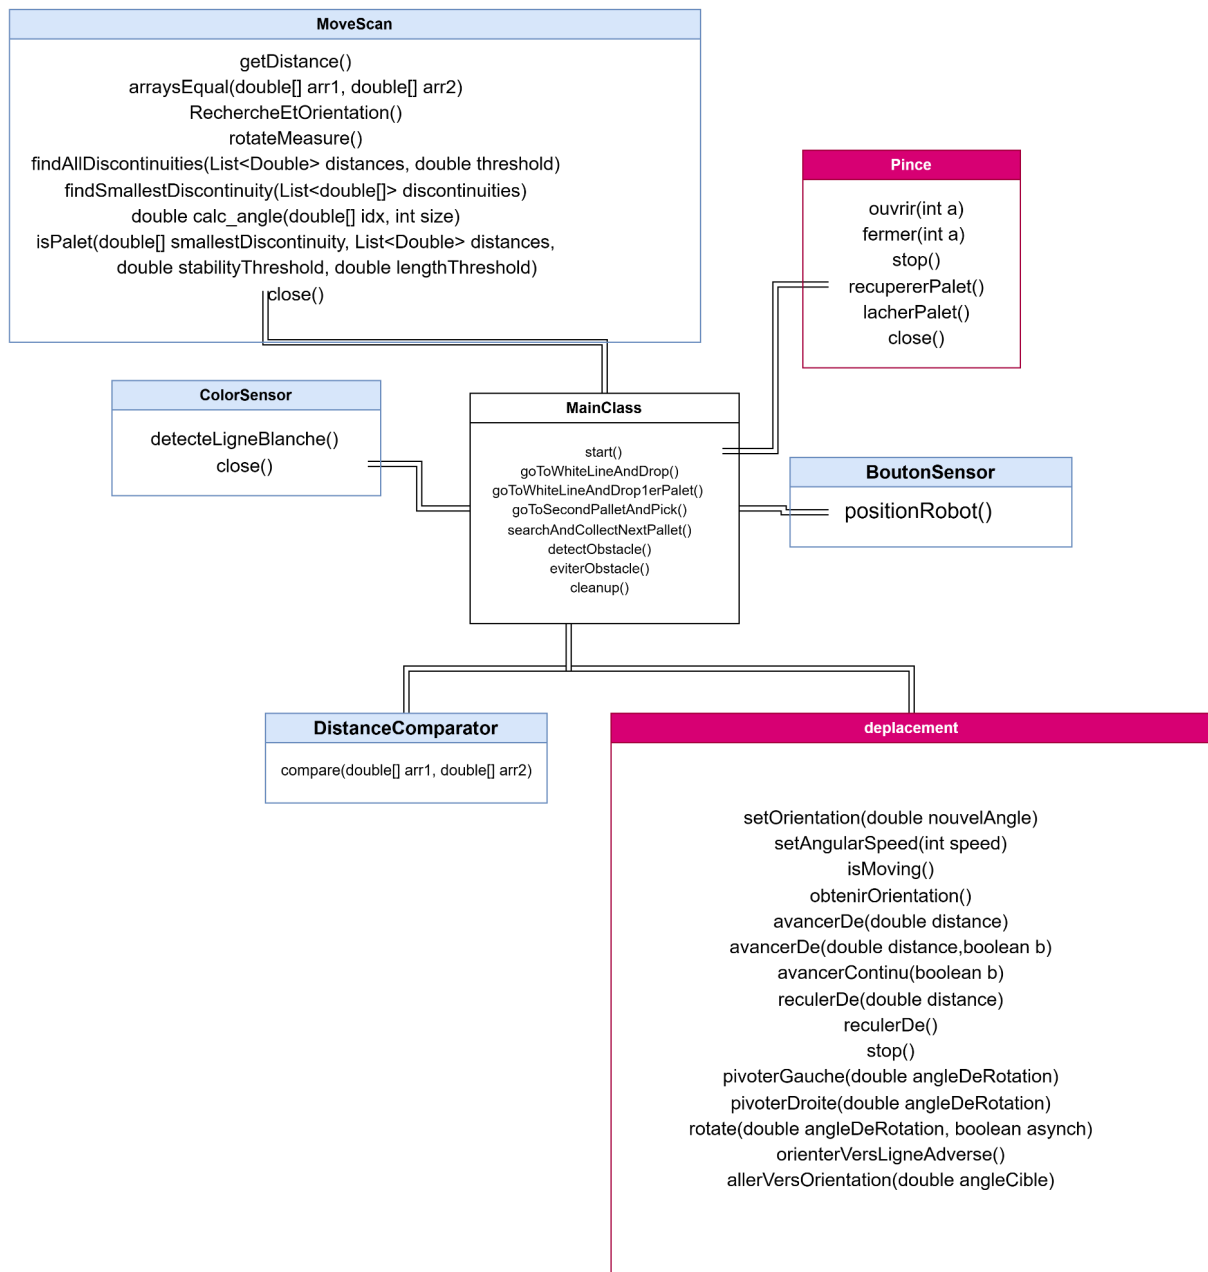 MoveScan
getDistance()
arraysEqual(double[] arr1, double[] arr2)
RechercheEtOrientation()
rotateMeasure()
findAllDiscontinuities(List<Double> distances, double threshold)
findSmallestDiscontinuity(List<double[]> discontinuities)
double calc_angle(double[] idx, int size)
isPalet(double[] smallestDiscontinuity, List<Double> distances,
double stabilityThreshold, double lengthThreshold)
close()
Pince
ouvrir(int a)
fermer(int a)
stop()
recupererPalet()
lacherPalet()
close()
ColorSensor
detecteLigneBlanche()
close()
MainClass
start()
goToWhiteLineAndDrop()
goToWhiteLineAndDrop1erPalet()
goToSecondPalletAndPick()
searchAndCollectNextPallet()
detectObstacle()
eviterObstacle()
cleanup()
BoutonSensor
positionRobot()
DistanceComparator
compare(double[] arr1, double[] arr2)
deplacement
setOrientation(double nouvelAngle)
setAngularSpeed(int speed)
isMoving()
obtenirOrientation()
avancerDe(double distance)
avancerDe(double distance,boolean b)
avancerContinu(boolean b)
reculerDe(double distance)
reculerDe()
stop()
pivoterGauche(double angleDeRotation)
pivoterDroite(double angleDeRotation)
rotate(double angleDeRotation, boolean asynch)
orienterVersLigneAdverse()
allerVersOrientation(double angleCible)